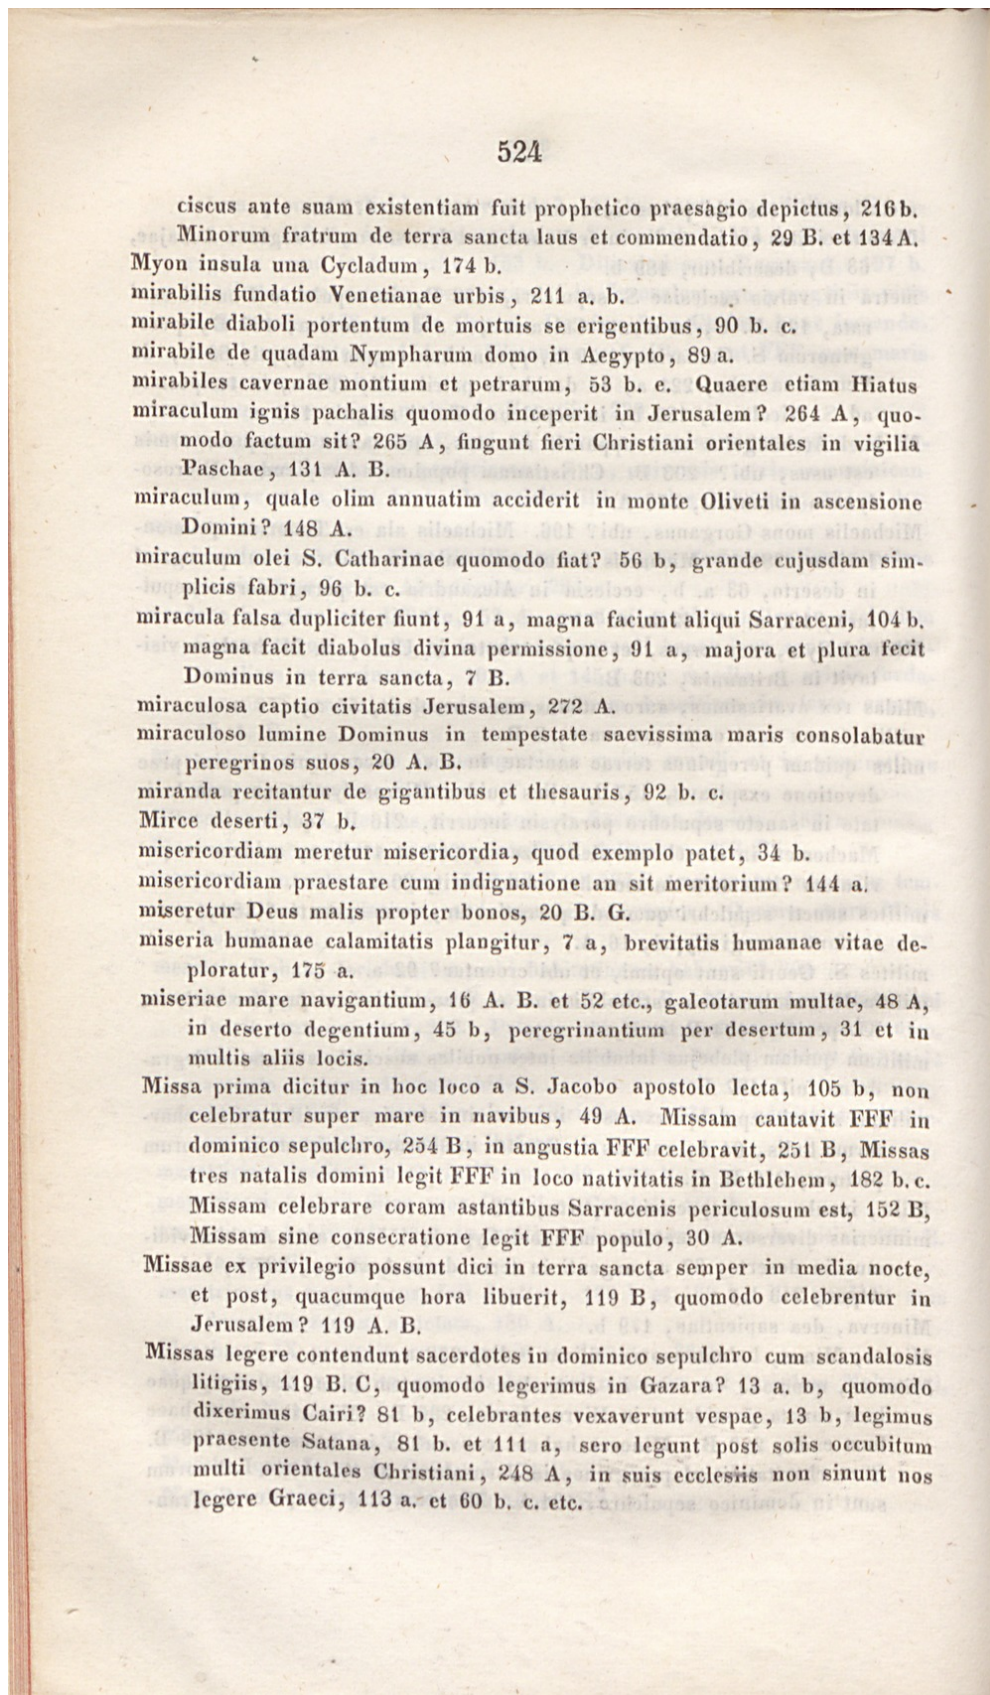 524
ciscus ante suam existentiam fuit prophetico praesagio depictus, 216 b.
Minorum fratrum de terra sancta laus et commendatio, 29 B. et 134 A.
Myon insula una Cycladum, 174 b.
mirabilis fundatio Venetianae urbis, 211 a. b.
mirabile diaboli portentum de mortuis se erigentibus, 90 b. c.
mirabile de quadam Nympharum domo in Aegypto, 89 a.
mirabiles cavernae montium et petrarum, 53 b. c. Quaere etiam Hiatus
miraculum ignis pachalis quomodo inceperit in Jerusalem? 264 A, quo-
modo factum sit? 265 A, fingunt fieri Christiani orientales in vigilia
Paschae, 131 A. B.
miraculum, quale olim annuatim acciderit in monte Oliveti in ascensione
Domini? 148 A.
miraculum olei S. Catharinae quomodo fiat? 56 b, grande cujusdam sim-
plicis fabri, 96 b. c.
miracula falsa dupliciter fiunt, 91 a, magna faciunt aliqui Sarraceni, 104 b.
magna facit diabolus divina permissione, 91 a, majora et plura fecit
Dominus in terra sancta, 7 B.
miraculosa captio civitatis Jerusalem, 272 A.
miraculoso lumine Dominus in tempestate saevissima maris consolabatur
peregrinos suos, 20 A. B.
miranda recitantur de gigantibus et thesauris, 92 b. c.
Mirce deserti, 37 b.
misericordiam meretur misericordia, quod exemplo patet, 34 b.
misericordiam praestare cum indignatione an sit meritorium? 144 a.
miseretur Deus malis propter bonos, 20 B. G.
miseria humanae calamitatis plangitur, 7 a, brevitatis humanae vitae de-
ploratur, 175 a.
miseriae mare navigantium, 16 A. B. et 52 etc., galeotarum multae, 48 A,
in deserto degentium, 45 b, peregrinantium per desertum, 31 et in
multis aliis locis.
Missa prima dicitur in hoc loco a S. Jacobo apostolo lecta, 105 b, non
celebratur super mare in navibus, 49 A. Missam cantavit FFF in
dominico sepulchro, 254 B, in angustia FFF celebravit, 251 B, Missas
tres natalis domini legit FFF in loco nativitatis in Bethlehem, 182 b. c.
Missam celebrare coram astantibus Sarracenis periculosum est, 152 B,
Missam sine consecratione legit FFF populo, 30 A.
Missae ex privilegio possunt dici in terra sancta semper in media nocte,
et post, quacumque hora libuerit, 119 B, quomodo celebrentur in
Jerusalem? 119 A. B.
Missas legere contendunt sacerdotes in dominico sepulchro cum scandalosis
litigiis, 119 B. C, quomodo legerimus in Gazara? 13 a. b, quomodo
dixerimus Cairi? 81 b, celebrantes vexaverunt vespae, 13 b, legimus
praesente Satana, 81 b. et 111 a, sero legunt post solis occubitum
multi orientales Christiani, 248 A, in suis ecclesiis non sinunt nos
legere Graeci, 113 a. et 60 b. c. etc.